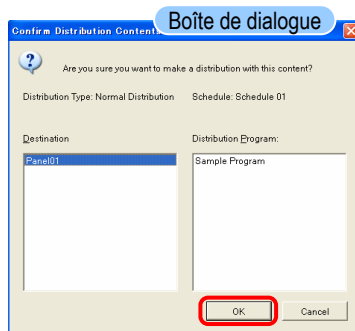 Boîte de dialogue
Confirm Distribution Contents
Are you sure you want to make a distribution with this content?
Distribution Type: Normal Distribution Schedule: Schedule 01
Destination Distribution Program:
Panel01 Sample Program
OK Cancel